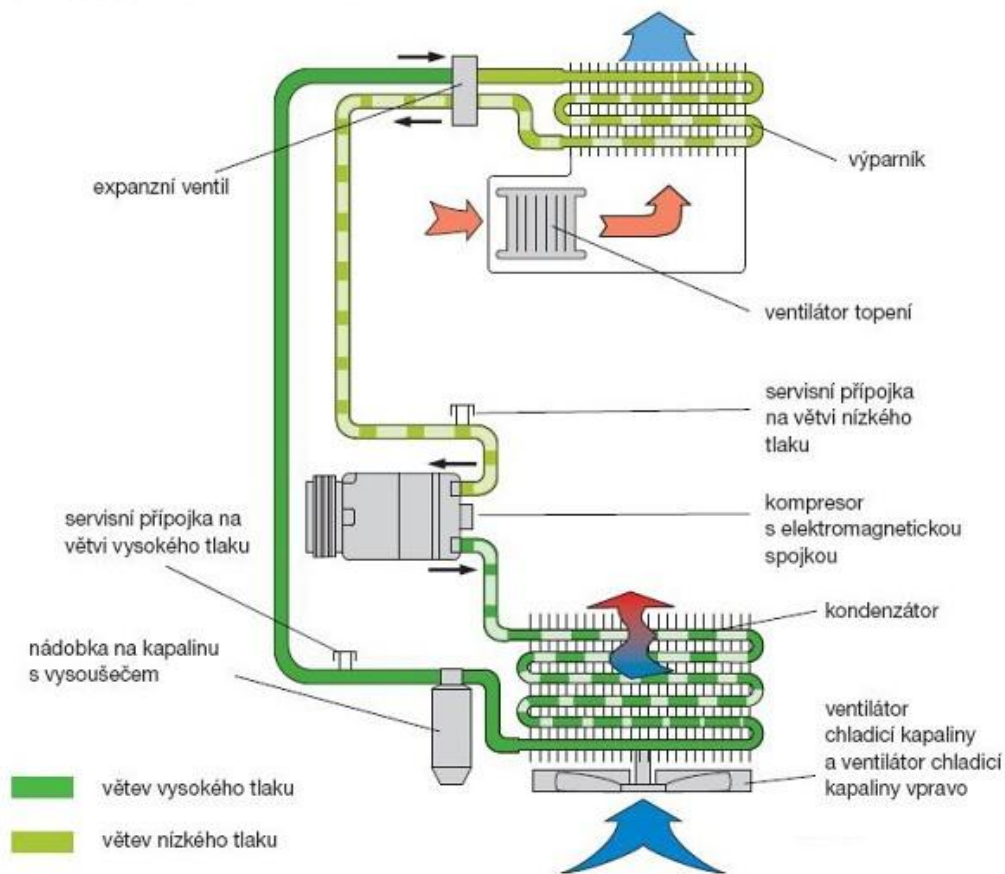 expanzní ventil
výparník
ventilátor topení
servisní přípojka
na větvi nízkého
tlaku
servisní přípojka na
větvi vysokého tlaku
kompresor
s elektromagnetickou
spojkou
kondenzátor
nádobka na kapalinu
s vysoušečem
ventilátor
chladicí kapaliny
a ventilátor chladicí
kapaliny vpravo
větev vysokého tlaku
větev nízkého tlaku